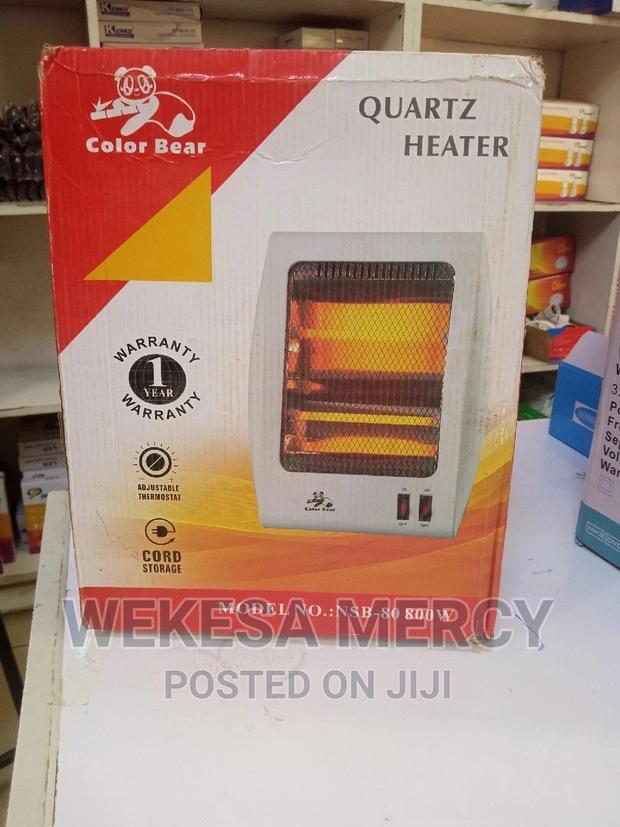 Color Bear
QUARTZ
HEATER
WARRANTY
1
YEAR
WARRANTY
ADJUSTABLE
THERMOSTAT
CORD
STORAGE
Color Bear
MODEL NO.: NSB-80 800W
WEKESA MERCY
POSTED ON JIJI